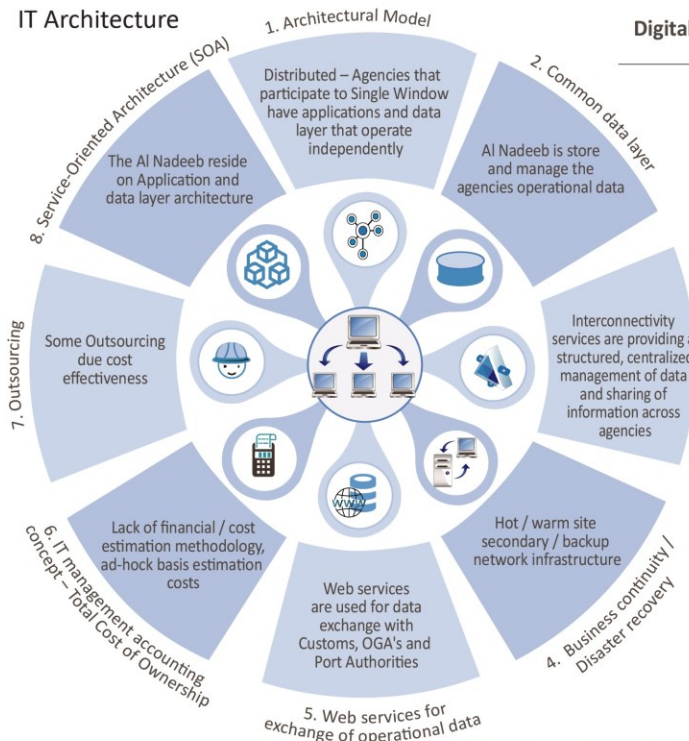 IT Architecture
Digital
1. Architectural Model
Distributed – Agencies that
participate to Single Window
have applications and data
layer that operate
independently
2. Common data layer
Al Nadeeb is store
and manage the
agencies operational data
Interconnectivity
services are providing a
structured, centralized
management of data
and sharing of
information across
agencies
4. Business continuity /
Disaster recovery
Hot / warm site
secondary / backup
network infrastructure
5. Web services for
exchange of operational data
Web services
are used for data
exchange with
Customs, OGA's and
Port Authorities
WWW
6. IT management accounting
concept – Total Cost of
Ownership
Lack of financial / cost
estimation methodology,
ad-hock basis estimation
costs
7. Outsourcing
Some Outsourcing
due cost
effectiveness
8. Service-Oriented Architecture (SOA)
The Al Nadeeb reside
on Application and
data layer architecture